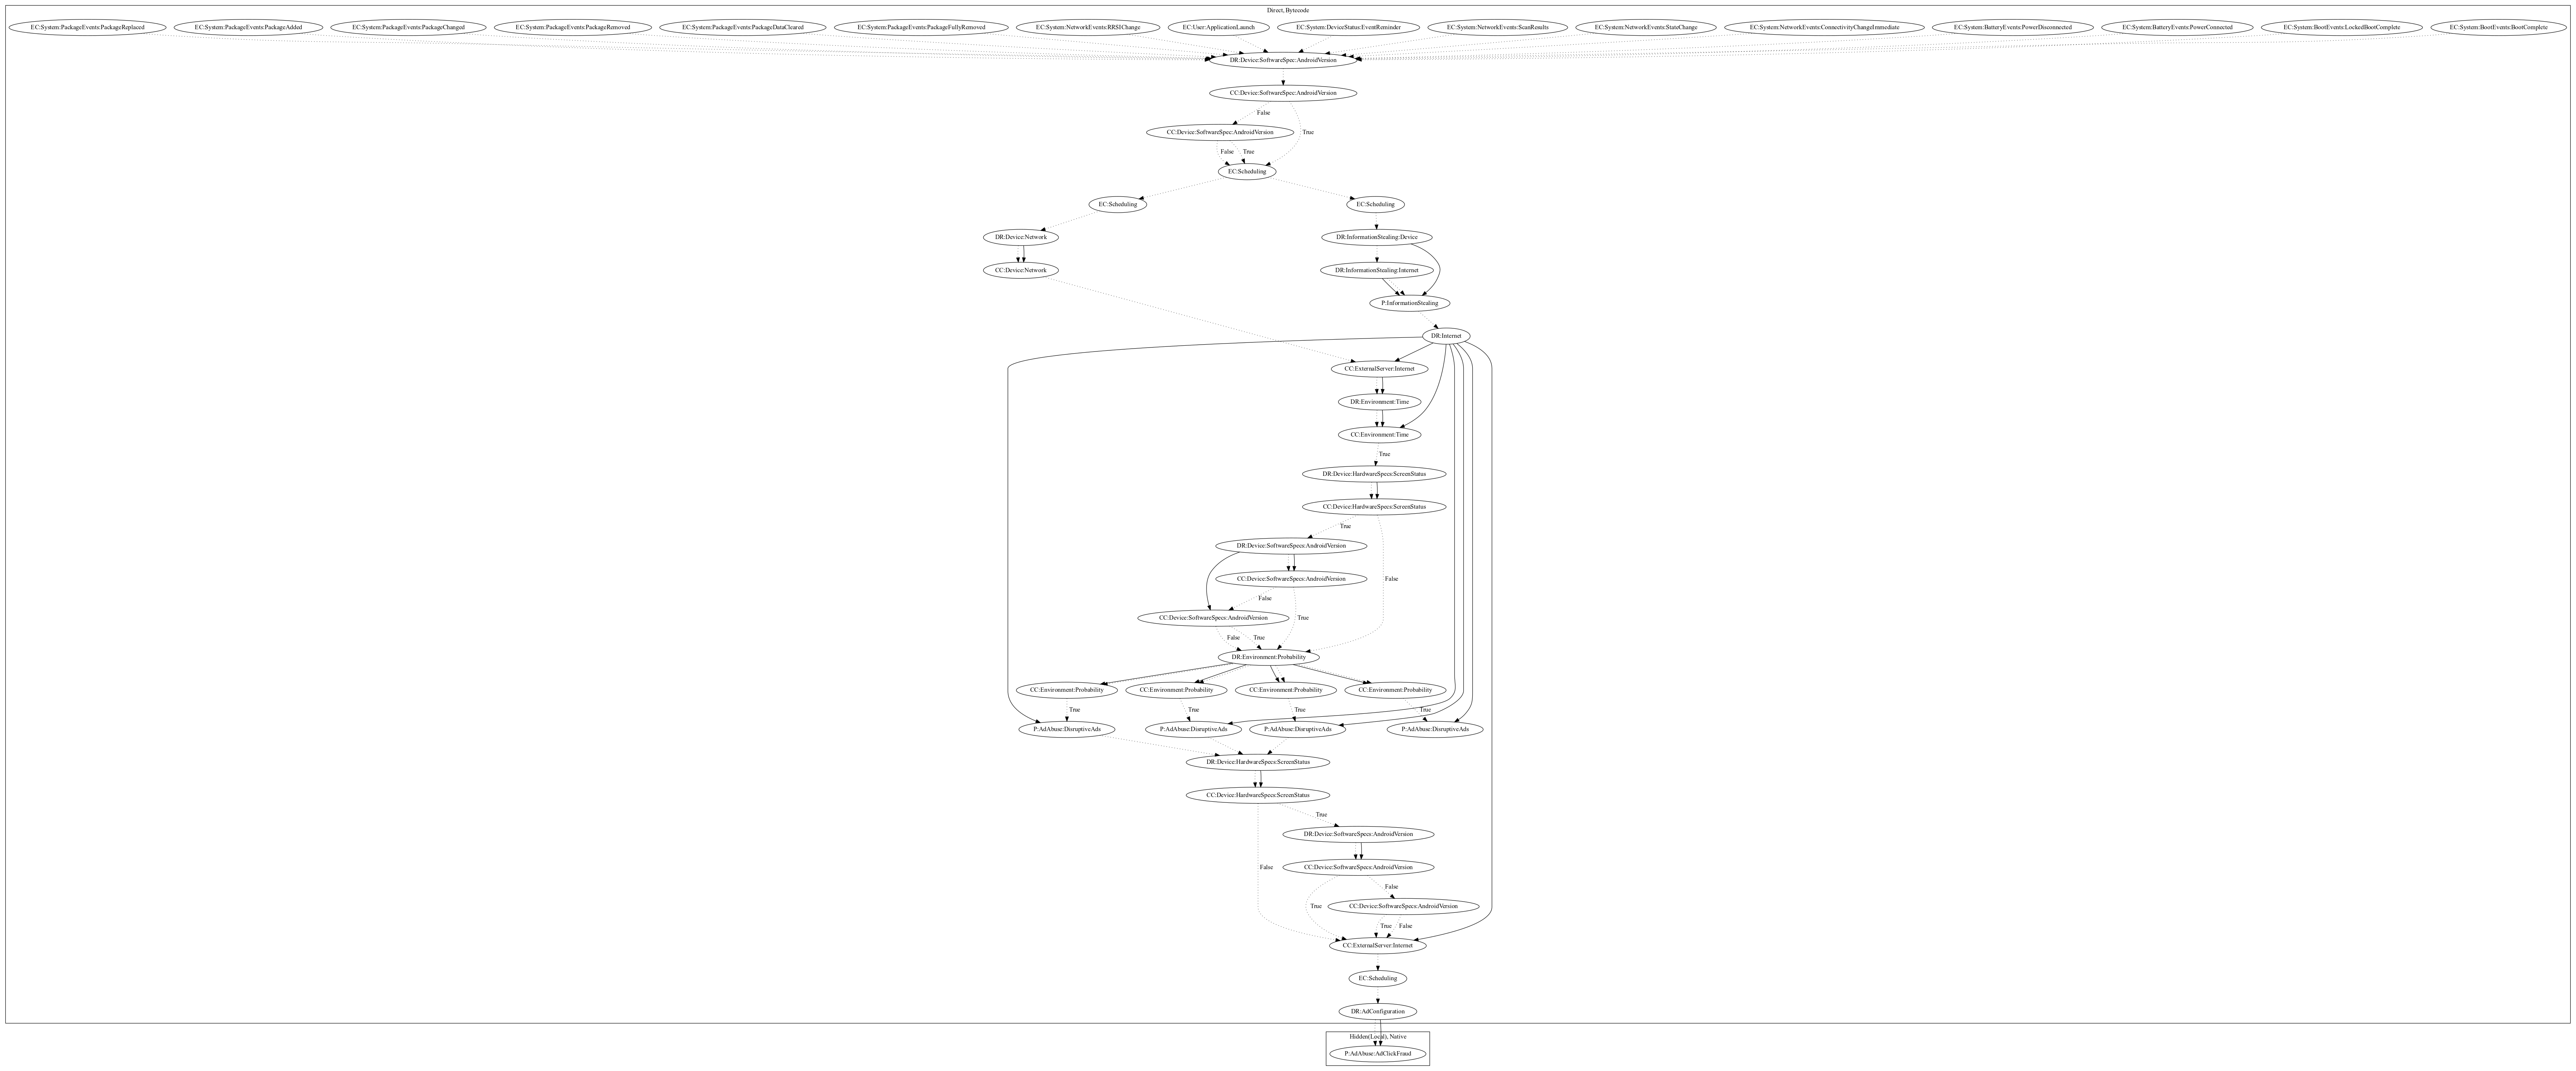 Direct, Bytecode
EC:System:PackageEvents:PackageReplaced
EC:System:PackageEvents:PackageAdded
EC:System:PackageEvents:PackageChanged
EC:System:PackageEvents:PackageRemoved
EC:System:PackageEvents:PackageDataCleared
EC:System:PackageEvents:PackageFullyRemoved
EC:System:NetworkEvents:RRSIChange
EC:User:ApplicationLaunch
EC:System:DeviceStatus:EventReminder
EC:System:NetworkEvents:ScanResults
EC:System:NetworkEvents:StateChange
EC:System:NetworkEvents:ConnectivityChangeImmediate
EC:System:BatteryEvents:PowerDisconnected
EC:System:BatteryEvents:PowerConnected
EC:System:BootEvents:LockedBootComplete
EC:System:BootEvents:BootComplete
DR:Device:SoftwareSpec:AndroidVersion
CC:Device:SoftwareSpec:AndroidVersion
False
CC:Device:SoftwareSpec:AndroidVersion
True
False
True
EC:Scheduling
EC:Scheduling
EC:Scheduling
DR:Device:Network
DR:InformationStealing:Device
CC:Device:Network
DR:InformationStealing:Internet
P:InformationStealing
DR:Internet
CC:ExternalServer:Internet
DR:Environment:Time
CC:Environment:Time
True
DR:Device:HardwareSpecs:ScreenStatus
CC:Device:HardwareSpecs:ScreenStatus
True
DR:Device:SoftwareSpecs:AndroidVersion
CC:Device:SoftwareSpecs:AndroidVersion
False
False
CC:Device:SoftwareSpecs:AndroidVersion
True
False
True
DR:Environment:Probability
CC:Environment:Probability
CC:Environment:Probability
CC:Environment:Probability
CC:Environment:Probability
True
True
True
True
P:AdAbuse:DisruptiveAds
P:AdAbuse:DisruptiveAds
P:AdAbuse:DisruptiveAds
P:AdAbuse:DisruptiveAds
DR:Device:HardwareSpecs:ScreenStatus
CC:Device:HardwareSpecs:ScreenStatus
True
DR:Device:SoftwareSpecs:AndroidVersion
False
CC:Device:SoftwareSpecs:AndroidVersion
False
True
CC:Device:SoftwareSpecs:AndroidVersion
True
False
CC:ExternalServer:Internet
EC:Scheduling
DR:AdConfiguration
Hidden(Local), Native
P:AdAbuse:AdClickFraud